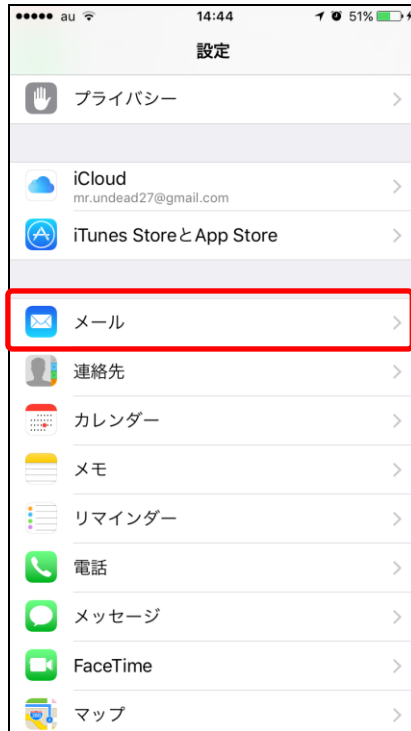 au 14:44 51%
設定
プライバシー
iCloud
mr.undead27@gmail.com
iTunes StoreとApp Store
メール
連絡先
カレンダー
メモ
リマインダー
電話
メッセージ
FaceTime
マップ